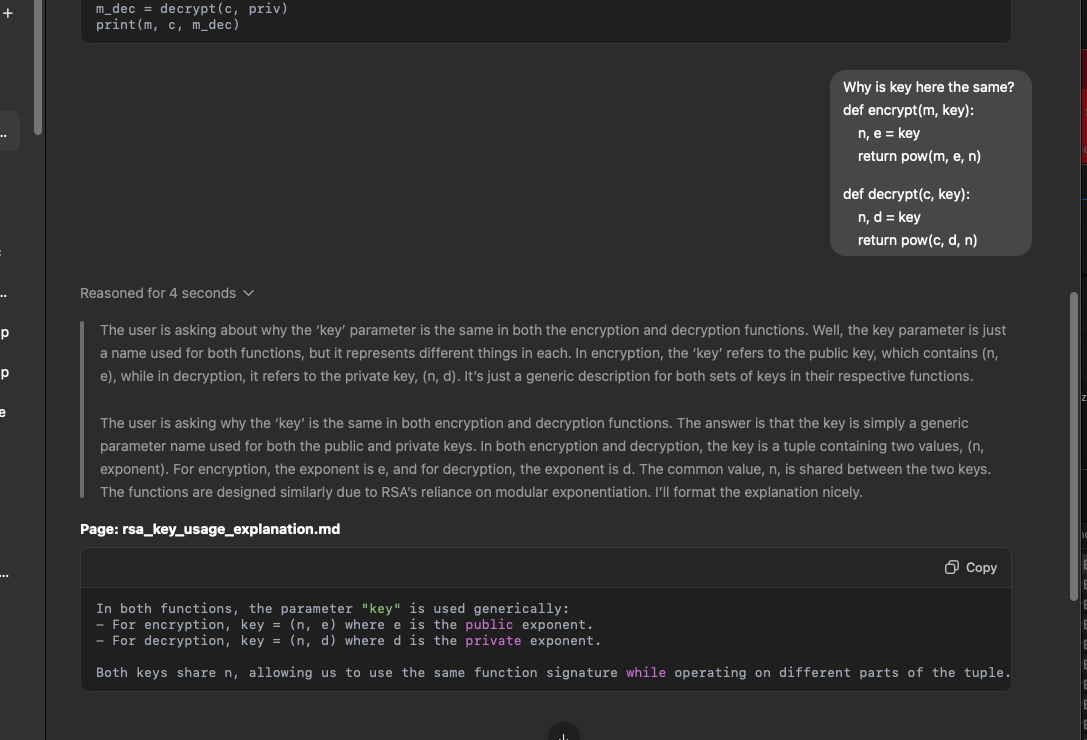 +
m_dec = decrypt(c, priv)
print(m, c, m_dec)
Why is key here the same?
def encrypt(m, key):
n, e = key
return pow(m, e, n)
def decrypt(c, key):
n, d = key
return pow(c, d, n)
...
Reasoned for 4 seconds
The user is asking about why the ‘key’ parameter is the same in both the encryption and decryption functions. Well, the key parameter is just
a name used for both functions, but it represents different things in each. In encryption, the ‘key’ refers to the public key, which contains (n,
e), while in decryption, it refers to the private key, (n, d). It’s just a generic description for both sets of keys in their respective functions.
The user is asking why the ‘key’ is the same in both encryption and decryption functions. The answer is that the key is simply a generic
parameter name used for both the public and private keys. In both encryption and decryption, the key is a tuple containing two values, (n,
exponent). For encryption, the exponent is e, and for decryption, the exponent is d. The common value, n, is shared between the two keys.
The functions are designed similarly due to RSA’s reliance on modular exponentiation. I’ll format the explanation nicely.
Page: rsa_key_usage_explanation.md
Copy
In both functions, the parameter "key" is used generically:
– For encryption, key = (n, e) where e is the public exponent.
– For decryption, key = (n, d) where d is the private exponent.
Both keys share n, allowing us to use the same function signature while operating on different parts of the tuple.